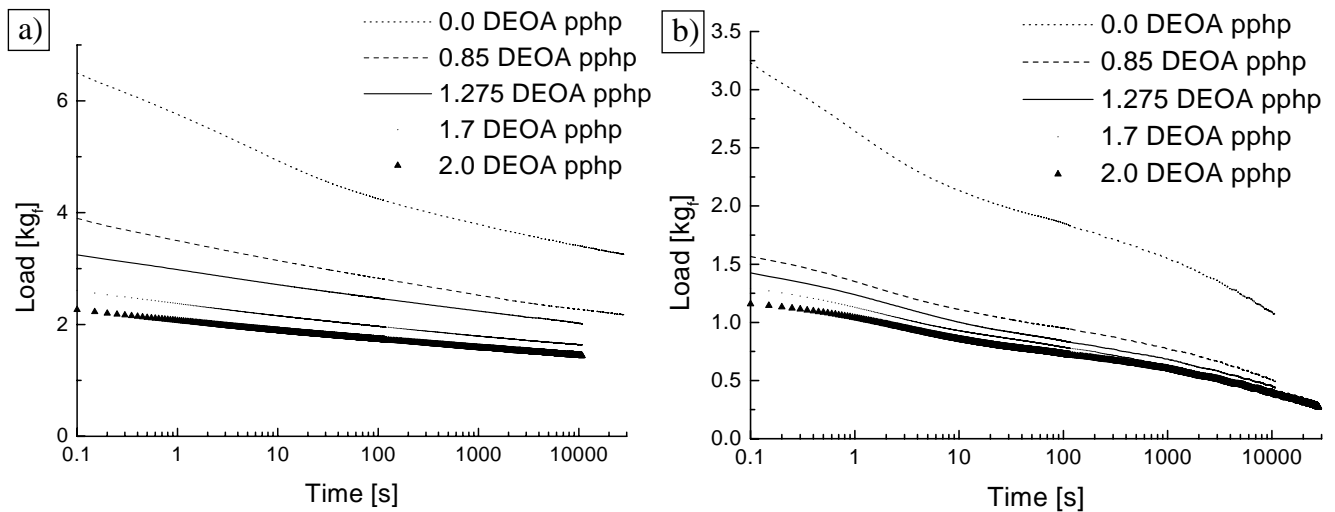 a)
0.0 DEOA pphp
0.85 DEOA pphp
1.275 DEOA pphp
1.7 DEOA pphp
2.0 DEOA pphp
6
4
2
0
Load [kgf]
0.1 1 10 100 1000 10000
Time [s]
b)
0.0 DEOA pphp
0.85 DEOA pphp
1.275 DEOA pphp
1.7 DEOA pphp
2.0 DEOA pphp
3.5
3.0
2.5
2.0
1.5
1.0
0.5
0.0
Load [kgf]
0.1 1 10 100 1000 10000
Time [s]